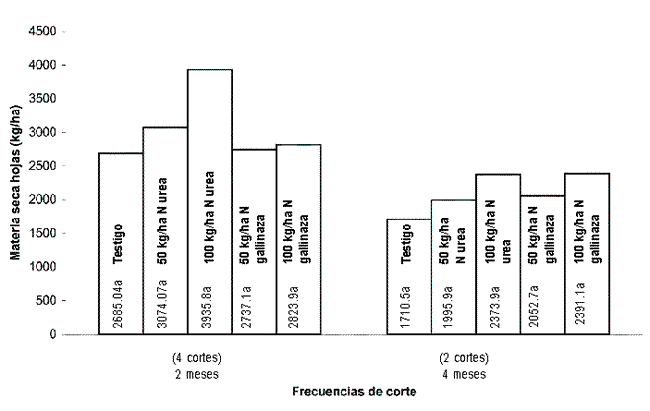 Materia seca hojas (kg/ha)
4500
4000
3500
3000
2500
2000
1500
1000
500
0
Testigo
2685.04a
50 kg/ha N urea
3074.07a
100 kg/ha N urea
3935.8a
50 kg/ha N
gallinaza
2737.1a
100 kg/ha N
gallinaza
2823.9a
Testigo
1710.5a
50 kg/ha
N urea
1995.9a
100 kg/ha N
urea
2373.9a
50 kg/ha N
gallinaza
2052.7a
100 kg/ha N
gallinaza
2391.1a
(4 cortes)
2 meses
(2 cortes)
4 meses
Frecuencias de corte